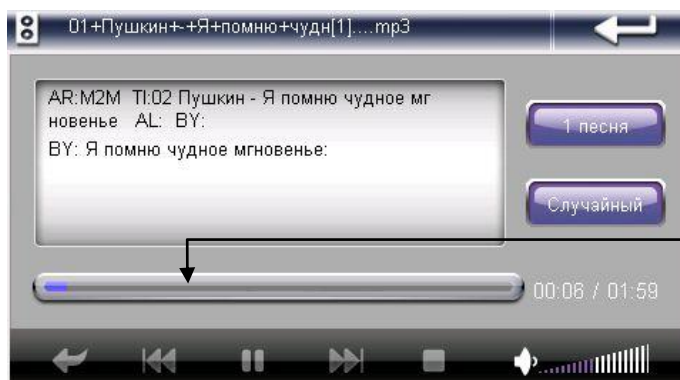 01+Пушкин+-+Я+помню+чудн[1]....mp3
AR:M2M TI:02 Пушкин - Я помню чудное мг
новенье AL: BY:
BY: Я помню чудное мгновенье:
1 песня
Случайный
00:06 / 01:59